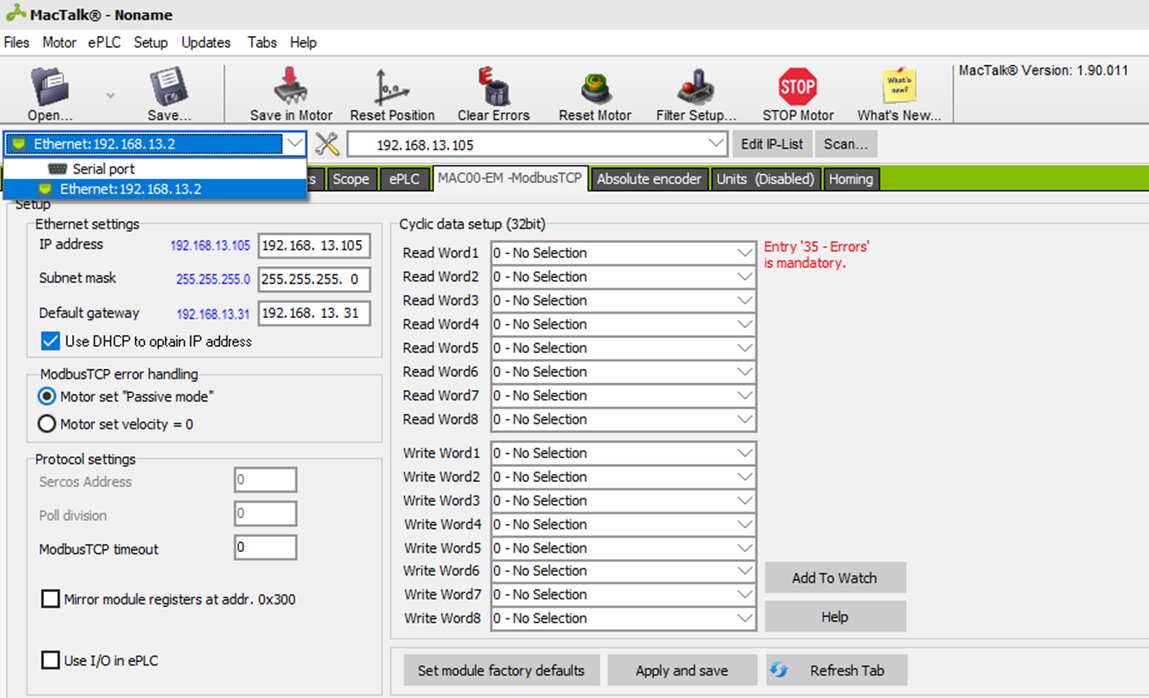 MacTalk® - Noname
Files Motor ePLC Setup Updates Tabs Help
Open... Save... Save in Motor Reset Position Clear Errors Reset Motor Filter Setup... STOP Motor What's New...
E
STOP
What's new?
MacTalk® Version: 1.90.011
Ethernet:192.168.13.2 192.168.13.105 Edit IP-List Scan...
Serial port
Ethernet:192.168.13.2
Scope ePLC MAC00-EM -ModbusTCP Absolute encoder Units (Disabled) Homing
Setup
Ethernet settings
IP address 192.168.13.105 192.168. 13.105
Subnet mask 255.255.255.0 255.255.255. 0
Default gateway 192.168.13.31 192.168. 13. 31
Use DHCP to optain IP address
ModbusTCP error handling
Motor set "Passive mode"
Motor set velocity = 0
Protocol settings
Sercos Address 0
Poll division 0
ModbusTCP timeout 0
Mirror module registers at addr. 0x300
Use I/O in ePLC
Cyclic data setup (32bit)
Read Word1 0 - No Selection
Read Word2 0 - No Selection
Read Word3 0 - No Selection
Read Word4 0 - No Selection
Read Word5 0 - No Selection
Read Word6 0 - No Selection
Read Word7 0 - No Selection
Read Word8 0 - No Selection
Write Word1 0 - No Selection
Write Word2 0 - No Selection
Write Word3 0 - No Selection
Write Word4 0 - No Selection
Write Word5 0 - No Selection
Write Word6 0 - No Selection
Write Word7 0 - No Selection
Write Word8 0 - No Selection
Entry '35 - Errors'
is mandatory.
Add To Watch
Help
Set module factory defaults Apply and save Refresh Tab